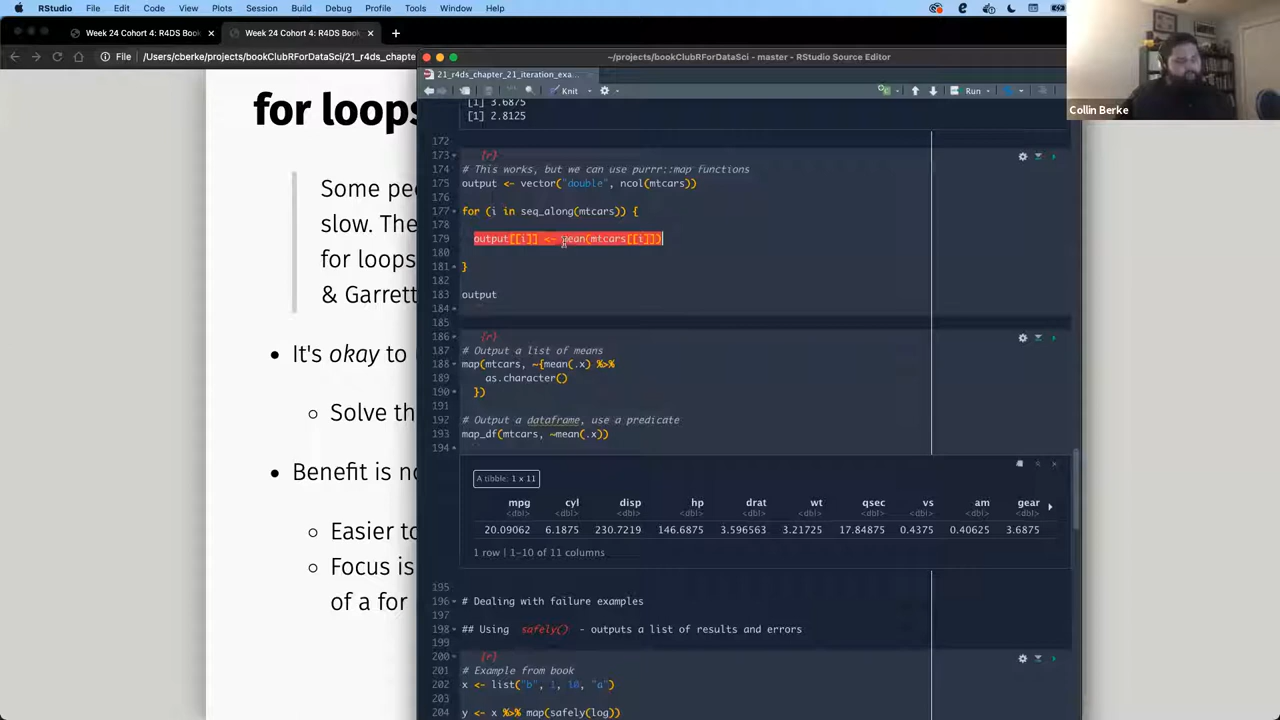 RStudio File Edit Code View Plots Session Build Debug Profile Tools Window Help
Week 24 Cohort 4: R4DS Book
Week 24 Cohort 4: R4DS Book
File
/Users/cberke/projects/bookClubRForDataSci/21_r4ds_chapte
for loops
Some
slow. The
for loops
& Garrett
It's okay to
Solve
Benefit is
Easier to
Focus is
of a for
~/projects/bookClubRForDataSci - master - RStudio Source Editor
21_r4ds_chapter_21_iteration_exa...
Knit
Run
[1] 3.6875
[1] 2.8125
172
173 {r}
174 # This works, but we can use purrr::map functions
175 output <- vector("double", ncol(mtcars))
176
177 for (i in seq_along(mtcars)) {
178
179 output[[i]] <- mean(mtcars[[i]])
180
181 }
182
183 output
184
185
186 {r}
187 # Output a list of means
188 map(mtcars, ~{mean(.x) %>%
189 as.character()
190 })
191
192 # Output a dataframe, use a predicate
193 map_df(mtcars, ~mean(.x))
194
A tibble: 1 x 11
mpg cyl disp hp drat wt qsec vs am gear
<dbl> <dbl> <dbl> <dbl> <dbl> <dbl> <dbl> <dbl> <dbl> <dbl>
20.09062 6.1875 230.7219 146.6875 3.596563 3.21725 17.84875 0.4375 0.40625 3.6875
1 row | 1-10 of 11 columns
195
196 # Dealing with failure examples
197
198 ## Using safely() - outputs a list of results and errors
199
200 {r}
201 # Example from book
202 x <- list("b", 1, 10, "a")
203
204 y <- x %>% map(safely(log))
Collin Berke